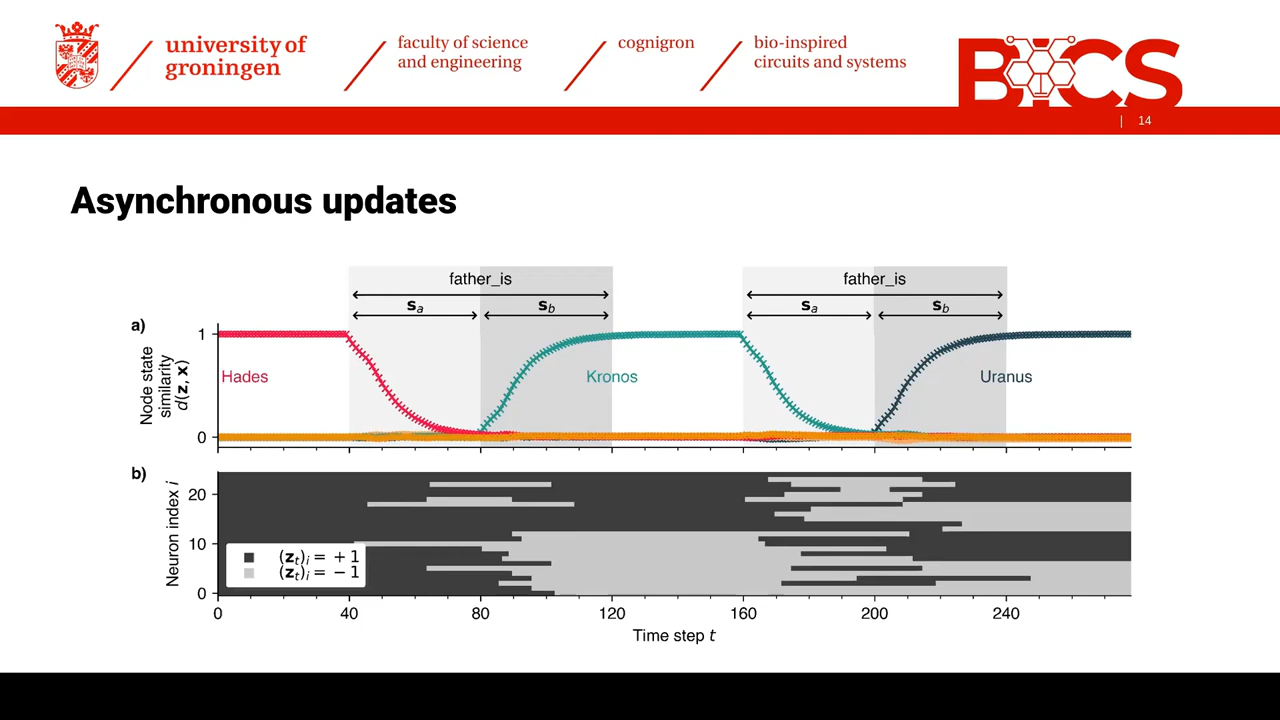 university of
groningen
faculty of science
and engineering
cognigron
bio-inspired
circuits and systems
BICS
| 14
Asynchronous updates
father_is
father_is
s_a
s_b
s_a
s_b
a)
1
0
Node state
similarity
d(z, x)
Hades
Kronos
Uranus
b)
20
10
0
Neuron index i
(z_t)_i = +1
(z_t)_i = −1
0 40 80 120 160 200 240
Time step t